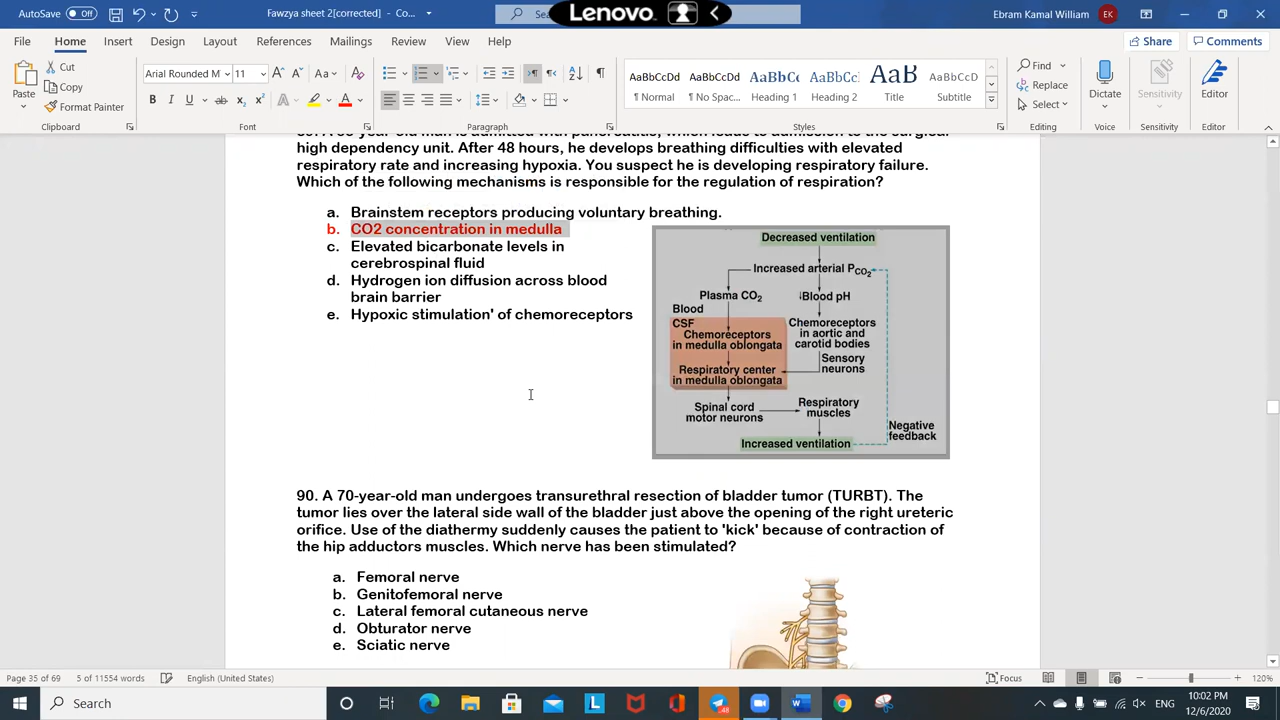 AutoSave Off
Fawzya sheet 2 -
Lenovo
Ebram Kamal William
EK
File Home Insert Design Layout References Mailings Review View Help
Share Comments
Paste
Cut
Copy
Format Painter
Clipboard
Arial Rounded M 11
Font
Paragraph
AaBbCcDd AaBbCcDd AaBbCc AaBbCc AaB AaBbCcD
¶ Normal ¶ No Spac... Heading 1 Heading 2 Title Subtitle
Styles
Find
Replace
Select
Editing
Dictate
Voice
Sensitivity
Sensitivity
Editor
Editor
high dependency unit. After 48 hours, he develops breathing difficulties with elevated
respiratory rate and increasing hypoxia. You suspect he is developing respiratory failure.
Which of the following mechanisms is responsible for the regulation of respiration?
a. Brainstem receptors producing voluntary breathing.
b. CO2 concentration in medulla
c. Elevated bicarbonate levels in
cerebrospinal fluid
d. Hydrogen ion diffusion across blood
brain barrier
e. Hypoxic stimulation' of chemoreceptors
Decreased ventilation
Increased arterial PCO2
Plasma CO2
↓Blood pH
Blood
CSF
Chemoreceptors
in medulla oblongata
Chemoreceptors
in aortic and
carotid bodies
Respiratory center
in medulla oblongata
Sensory
neurons
Spinal cord
motor neurons
Respiratory
muscles
Negative
feedback
Increased ventilation
90. A 70-year-old man undergoes transurethral resection of bladder tumor (TURBT). The
tumor lies over the lateral side wall of the bladder just above the opening of the right ureteric
orifice. Use of the diathermy suddenly causes the patient to 'kick' because of contraction of
the hip adductors muscles. Which nerve has been stimulated?
a. Femoral nerve
b. Genitofemoral nerve
c. Lateral femoral cutaneous nerve
d. Obturator nerve
e. Sciatic nerve
Page 35 of 69 5 of 11554 words English (United States) Focus 120%
Search
48
10:02 PM
12/6/2020